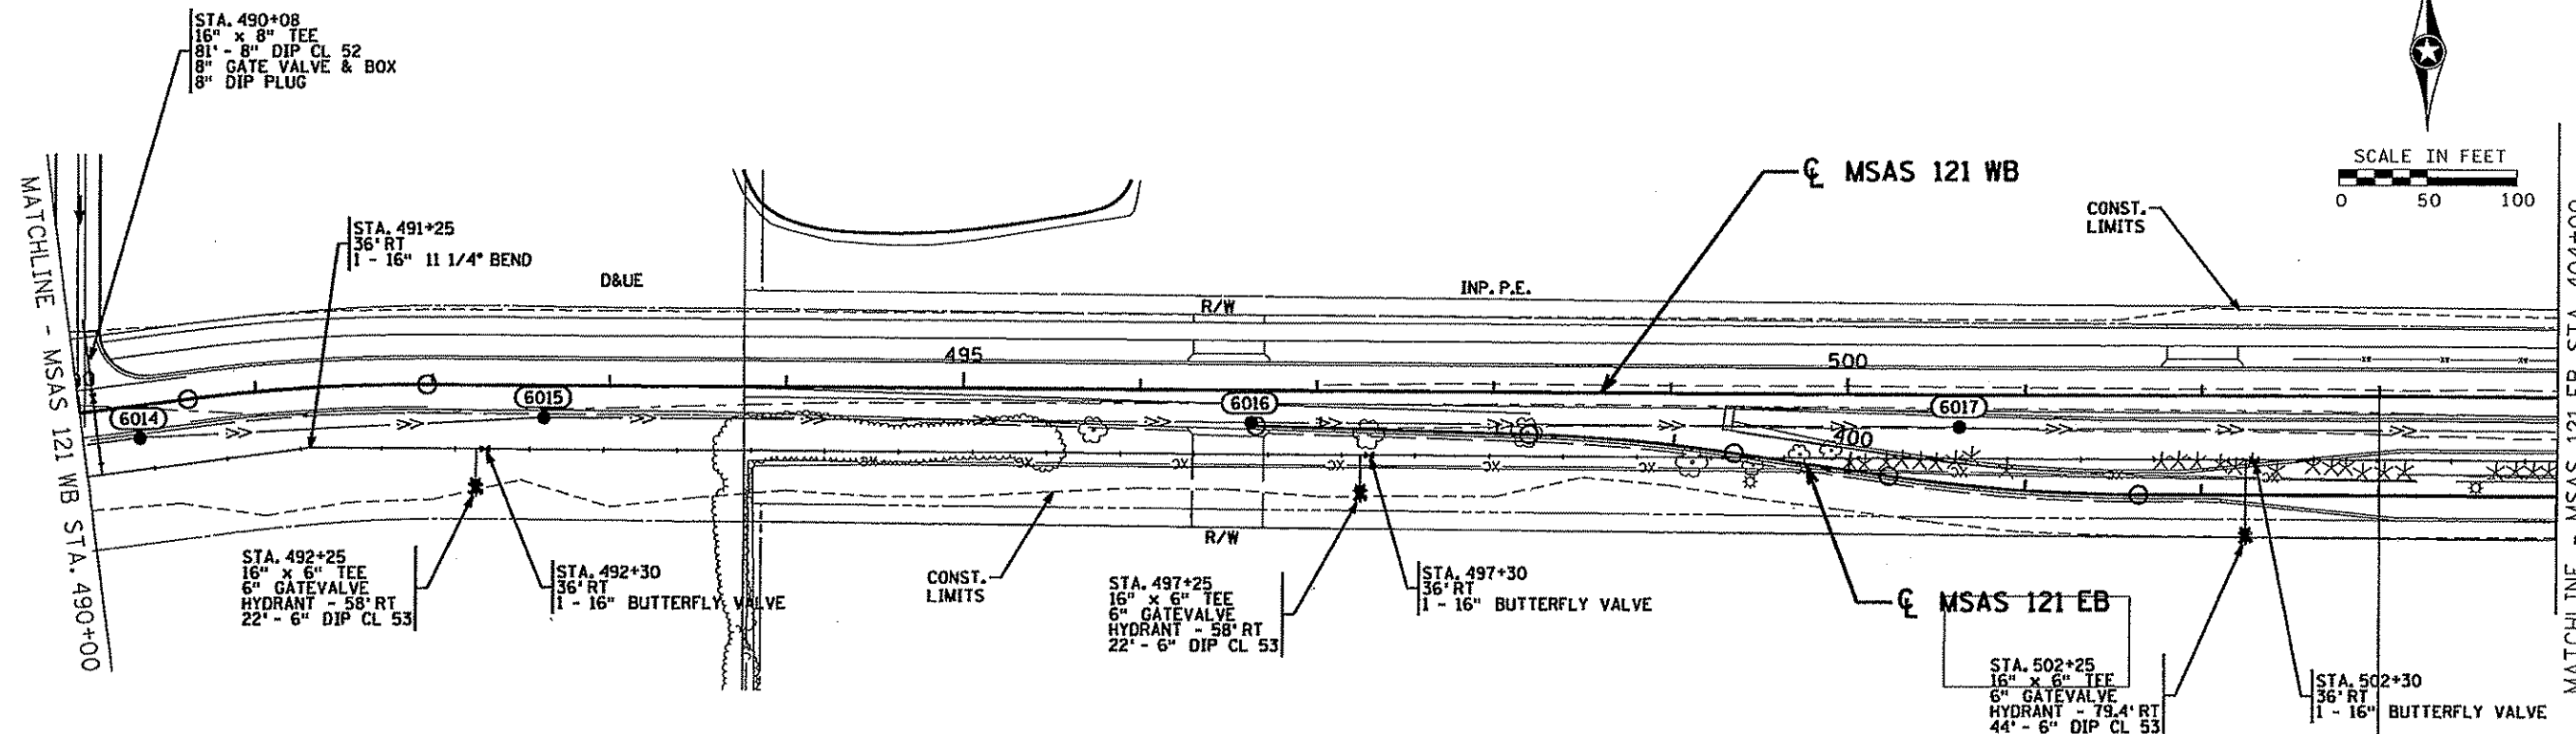 STA. 490+08
16" x 8" TEE
81' - 8" DIP CL 52
8" GATE VALVE & BOX
8" DIP PLUG
MATCHLINE - MSAS 121 WB STA. 490+00
STA. 491+25
36' RT
1 - 16" 11 1/4° BEND
D&UE
INP. P.E.
R/W
℄ MSAS 121 WB
CONST.
LIMITS
SCALE IN FEET
0 50 100
495
500
6014
6015
6016
6017
400
STA. 492+25
16" x 6" TEE
6" GATEVALVE
HYDRANT - 58' RT
22' - 6" DIP CL 53
STA. 492+30
36' RT
1 - 16" BUTTERFLY VALVE
CONST.
LIMITS
R/W
STA. 497+25
16" x 6" TEE
6" GATEVALVE
HYDRANT - 58' RT
22' - 6" DIP CL 53
STA. 497+30
36' RT
1 - 16" BUTTERFLY VALVE
℄ MSAS 121 EB
STA. 502+25
16" x 6" TEE
6" GATEVALVE
HYDRANT - 79.4' RT
44' - 6" DIP CL 53
STA. 502+30
36' RT
1 - 16" BUTTERFLY VALVE
MATCHLINE - MSAS 121 EB STA. 404+00